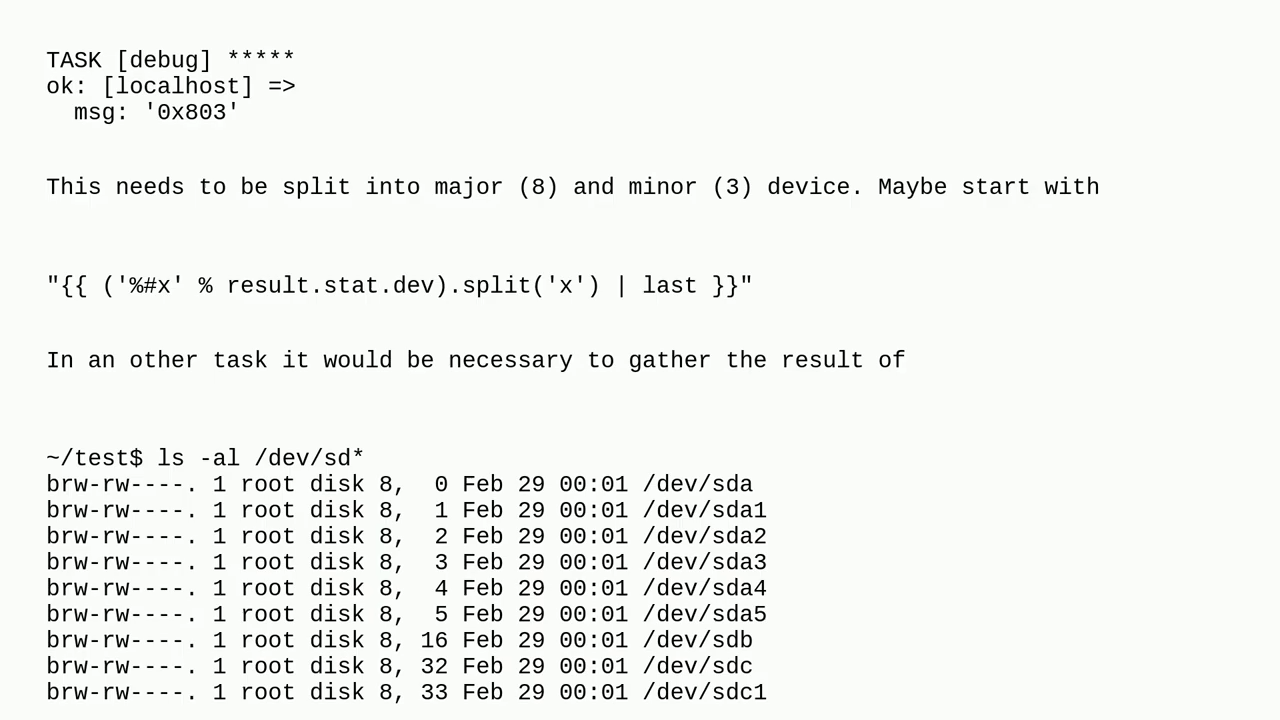 TASK [debug] *****
ok: [localhost] =>
  msg: '0x803'
This needs to be split into major (8) and minor (3) device. Maybe start with
"{{ ('%#x' % result.stat.dev).split('x') | last }}"
In an other task it would be necessary to gather the result of
~/test$ ls -al /dev/sd*
brw-rw----. 1 root disk 8,  0 Feb 29 00:01 /dev/sda
brw-rw----. 1 root disk 8,  1 Feb 29 00:01 /dev/sda1
brw-rw----. 1 root disk 8,  2 Feb 29 00:01 /dev/sda2
brw-rw----. 1 root disk 8,  3 Feb 29 00:01 /dev/sda3
brw-rw----. 1 root disk 8,  4 Feb 29 00:01 /dev/sda4
brw-rw----. 1 root disk 8,  5 Feb 29 00:01 /dev/sda5
brw-rw----. 1 root disk 8, 16 Feb 29 00:01 /dev/sdb
brw-rw----. 1 root disk 8, 32 Feb 29 00:01 /dev/sdc
brw-rw----. 1 root disk 8, 33 Feb 29 00:01 /dev/sdc1